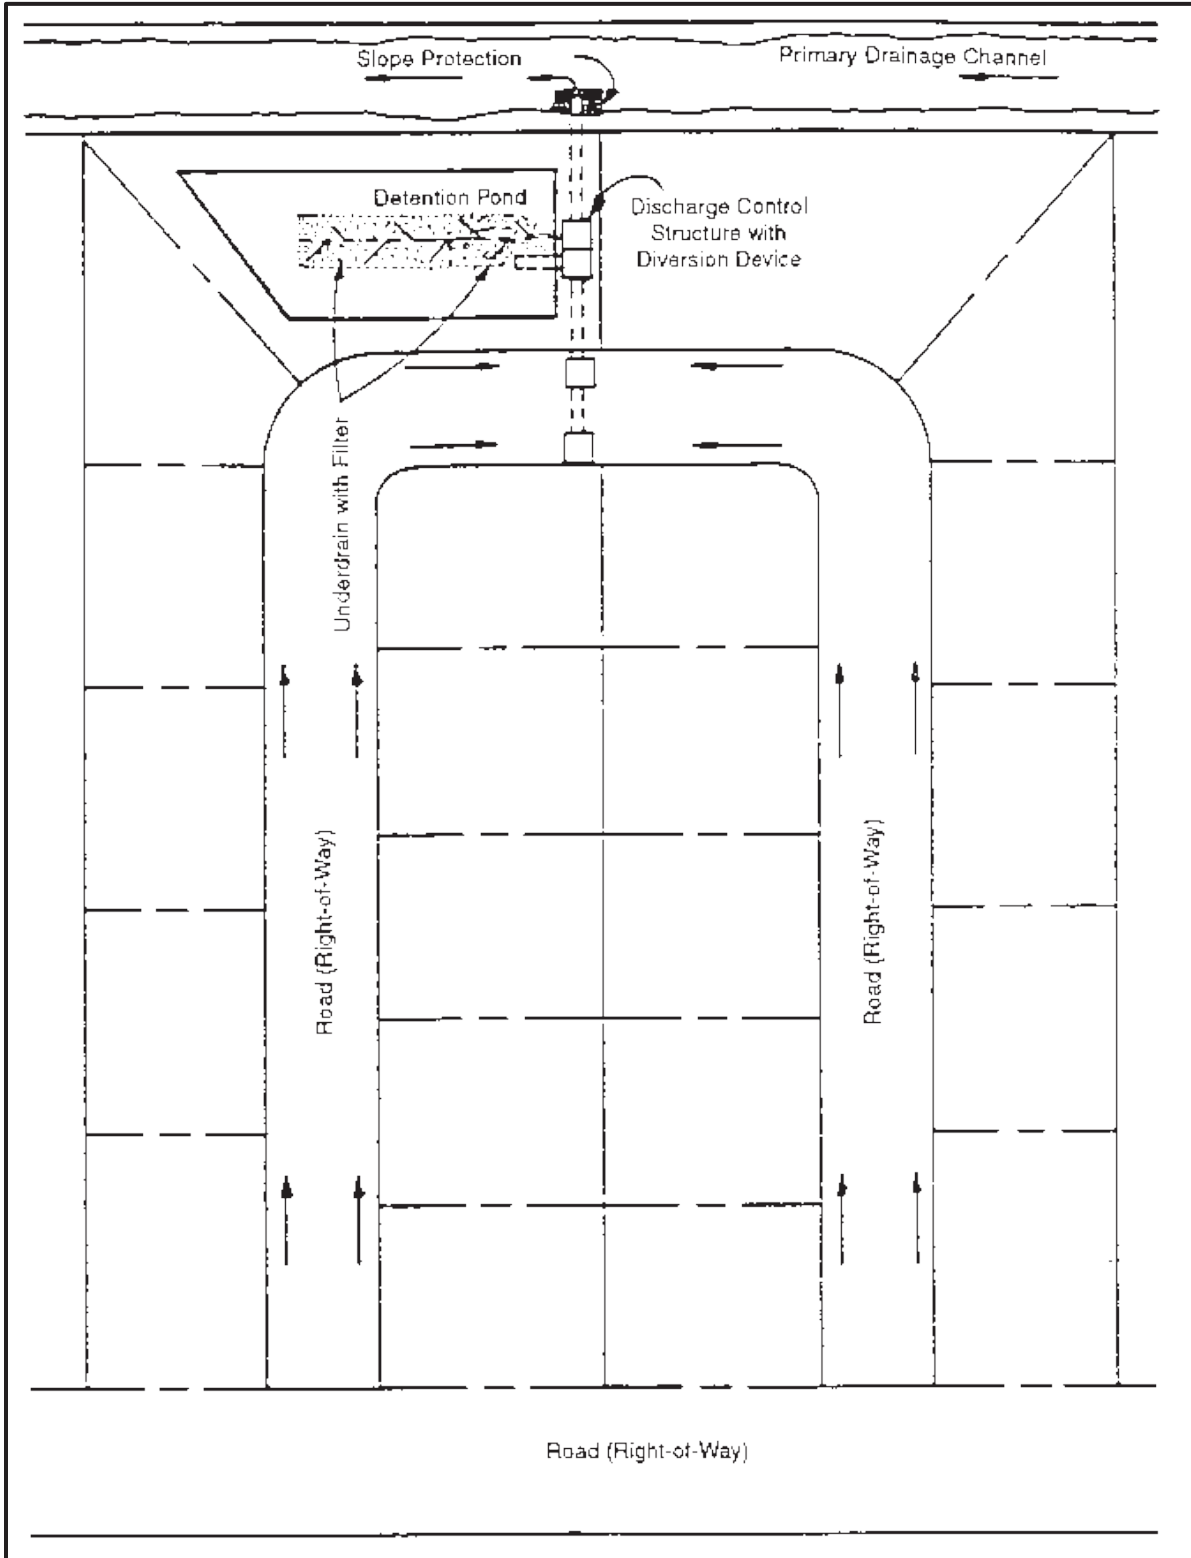 Slope Protection
Primary Drainage Channel
Detention Pond
Discharge Control
Structure with
Diversion Device
Underdrain with Filter
Road (Right-of-Way)
Road (Right-of-Way)
Road (Right-of-Way)